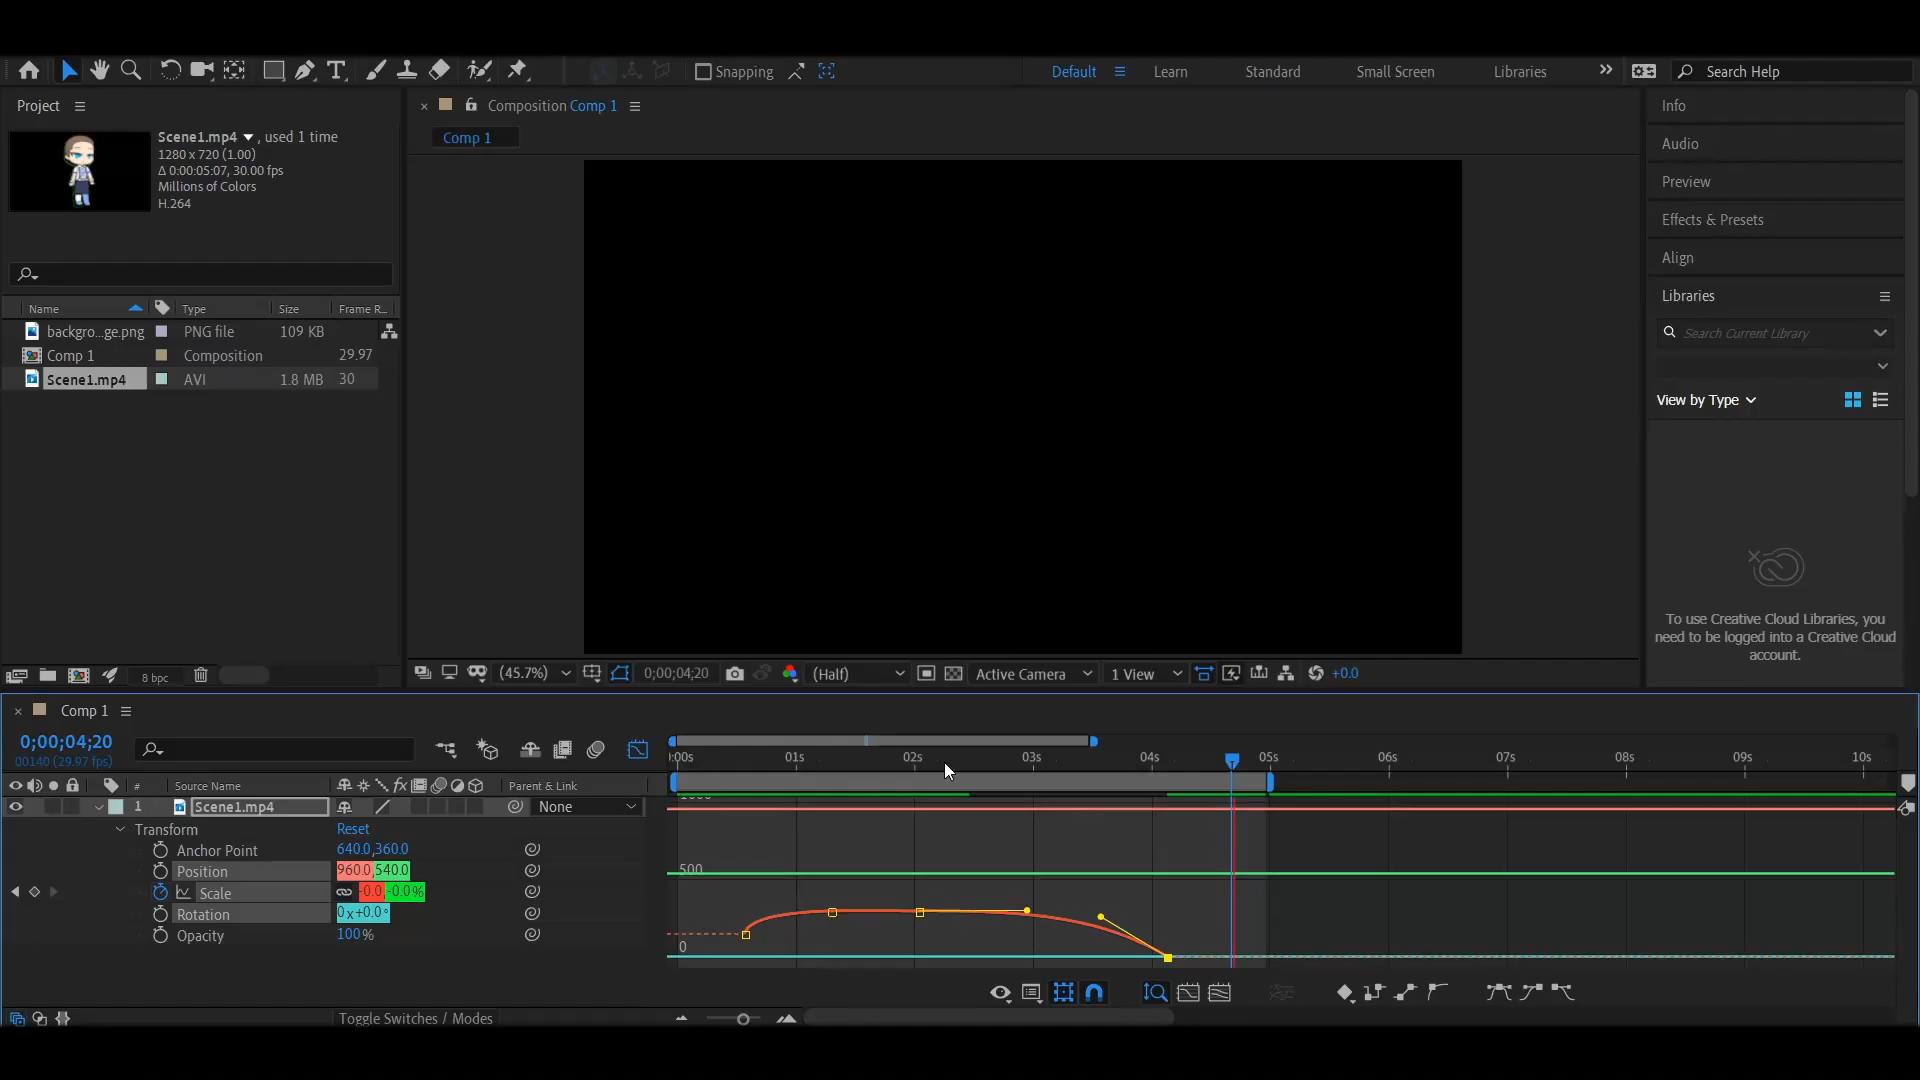 Snapping
Default
Learn
Standard
Small Screen
Libraries
Search Help
Project
Composition Comp 1
Comp 1
Scene1.mp4 , used 1 time
1280 x 720 (1.00)
Δ 0:00:05:07, 30.00 fps
Millions of Colors
H.264
Name Type Size Frame R...
backgro...ge.png PNG file 109 KB
Comp 1 Composition 29.97
Scene1.mp4 AVI 1.8 MB 30
8 bpc
(45.7%) 0;00;04;20 (Half) Active Camera 1 View +0.0
Info
Audio
Preview
Effects & Presets
Align
Libraries
Search Current Library
View by Type
To use Creative Cloud Libraries, you
need to be logged into a Creative Cloud
account.
Comp 1
0;00;04;20
00140 (29.97 fps)
:00s 01s 02s 03s 04s 05s 06s 07s 08s 09s 10s
# Source Name Parent & Link
1 Scene1.mp4 None
Transform Reset
Anchor Point 640.0,360.0
Position 960.0,540.0
Scale -0.0,-0.0%
Rotation 0x+0.0°
Opacity 100%
500
0
Toggle Switches / Modes